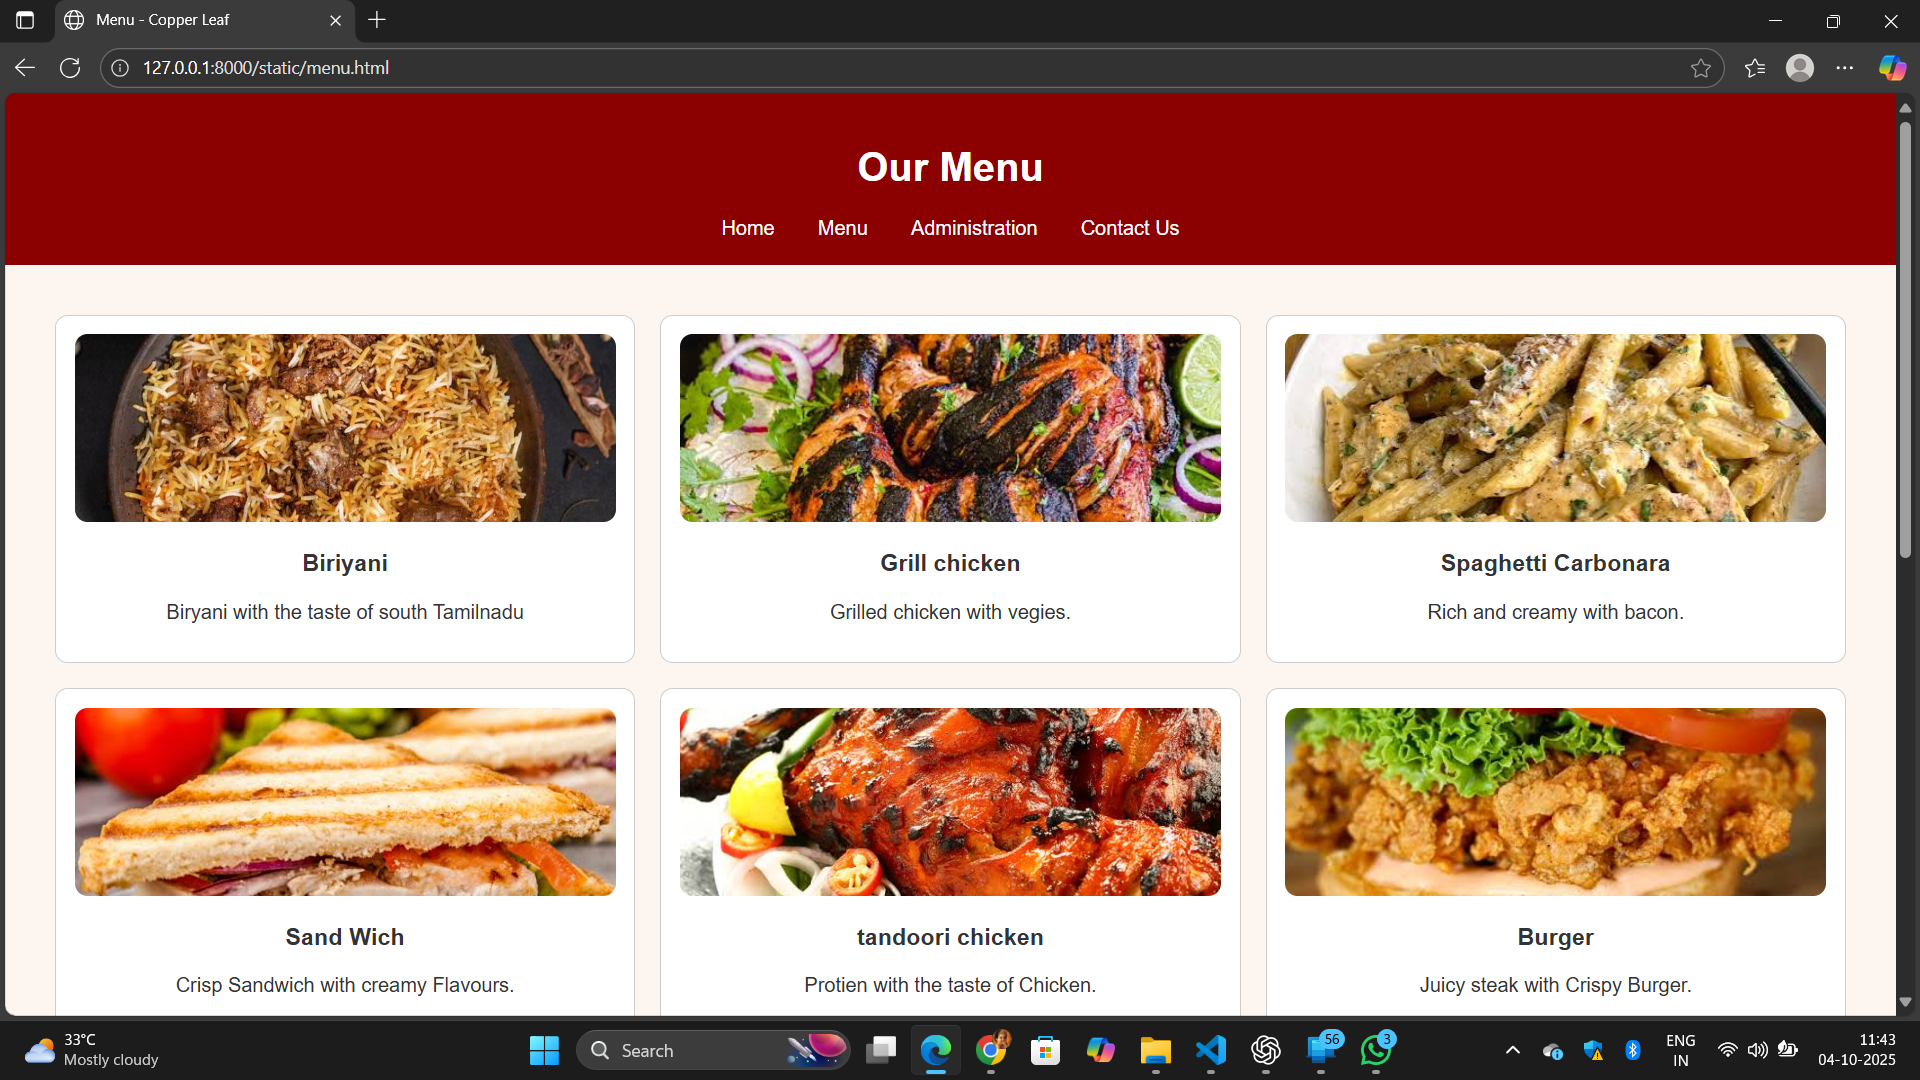 Menu - Copper Leaf
127.0.0.1:8000/static/menu.html
Our Menu
Home Menu Administration Contact Us
Biriyani Grill chicken Spaghetti Carbonara
Biryani with the taste of south Tamilnadu Grilled chicken with vegies. Rich and creamy with bacon.
Sand Wich tandoori chicken Burger
Crisp Sandwich with creamy Flavours. Protien with the taste of Chicken. Juicy steak with Crispy Burger.
33°C
Mostly cloudy
Search
56
3
ENG
IN
11:43
04-10-2025